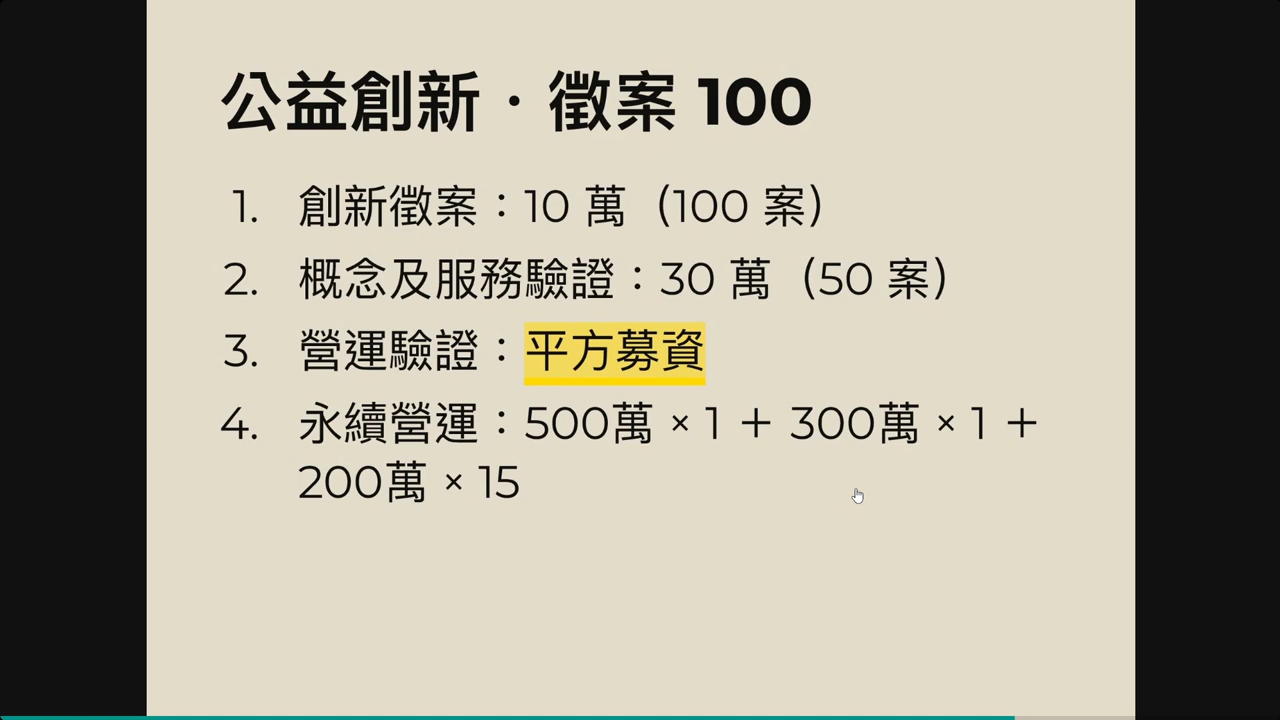 公益創新．徵案 100
1. 創新徵案：10 萬（100 案）
2. 概念及服務驗證：30 萬（50 案）
3. 營運驗證：平方募資
4. 永續營運：500萬 × 1 ＋ 300萬 × 1 ＋
200萬 × 15